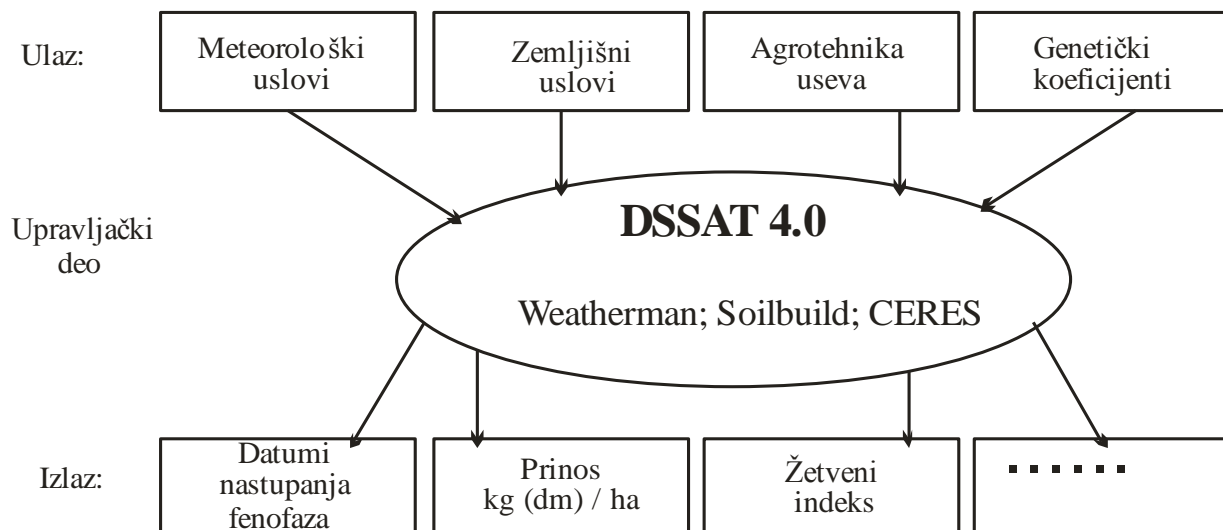 Ulaz:
Meteorološki
uslovi
Zemljišni
uslovi
Agrotehnika
useva
Genetički
koeficijenti
Upravljački
deo
DSSAT 4.0
Weatherman; Soilbuild; CERES
Izlaz:
Datumi
nastupanja
fenofaza
Prinos
kg (dm) / ha
Žetveni
indeks
......